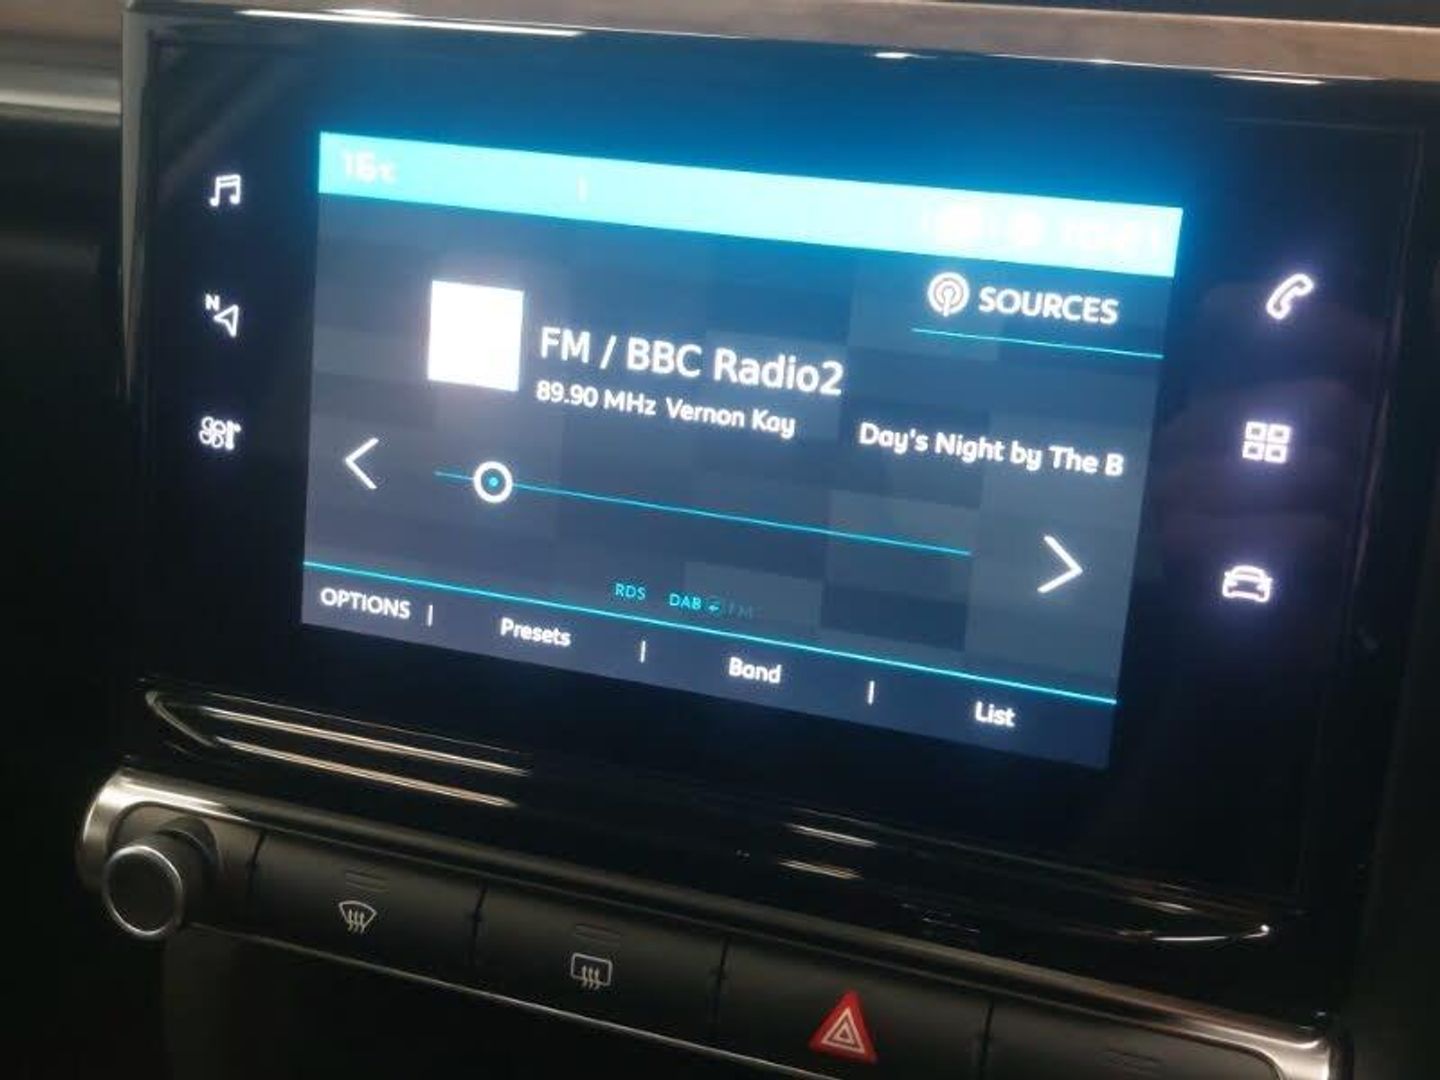 16°C
SOURCES
N
FM / BBC Radio2
89.90 MHz Vernon Kay
Day's Night by The B
RDS DAB FM
OPTIONS | Presets | Band | List